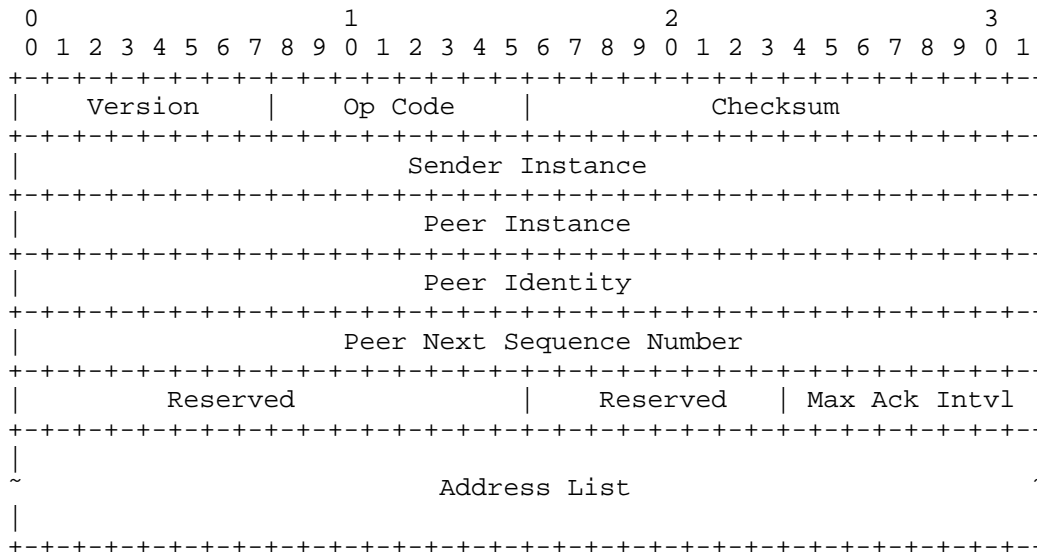 0                   1                   2                   3
0 1 2 3 4 5 6 7 8 9 0 1 2 3 4 5 6 7 8 9 0 1 2 3 4 5 6 7 8 9 0 1
+-+-+-+-+-+-+-+-+-+-+-+-+-+-+-+-+-+-+-+-+-+-+-+-+-+-+-+-+-+-+-+-
|    Version    |    Op Code    |           Checksum
+-+-+-+-+-+-+-+-+-+-+-+-+-+-+-+-+-+-+-+-+-+-+-+-+-+-+-+-+-+-+-+-
|                        Sender Instance
+-+-+-+-+-+-+-+-+-+-+-+-+-+-+-+-+-+-+-+-+-+-+-+-+-+-+-+-+-+-+-+-
|                         Peer Instance
+-+-+-+-+-+-+-+-+-+-+-+-+-+-+-+-+-+-+-+-+-+-+-+-+-+-+-+-+-+-+-+-
|                         Peer Identity
+-+-+-+-+-+-+-+-+-+-+-+-+-+-+-+-+-+-+-+-+-+-+-+-+-+-+-+-+-+-+-+-
|                    Peer Next Sequence Number
+-+-+-+-+-+-+-+-+-+-+-+-+-+-+-+-+-+-+-+-+-+-+-+-+-+-+-+-+-+-+-+-
|         Reserved              |    Reserved   | Max Ack Intvl
+-+-+-+-+-+-+-+-+-+-+-+-+-+-+-+-+-+-+-+-+-+-+-+-+-+-+-+-+-+-+-+-
|
~                          Address List                         ~
|
+-+-+-+-+-+-+-+-+-+-+-+-+-+-+-+-+-+-+-+-+-+-+-+-+-+-+-+-+-+-+-+-